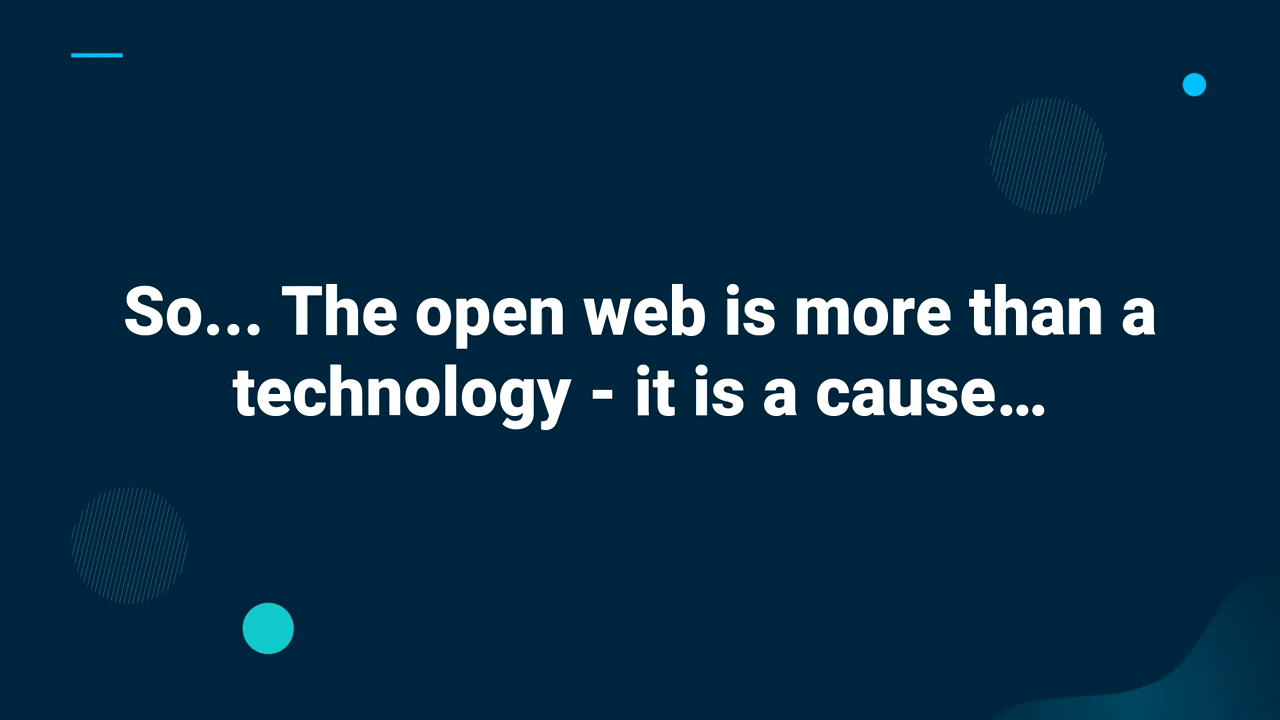 So... The open web is more than a
technology - it is a cause…